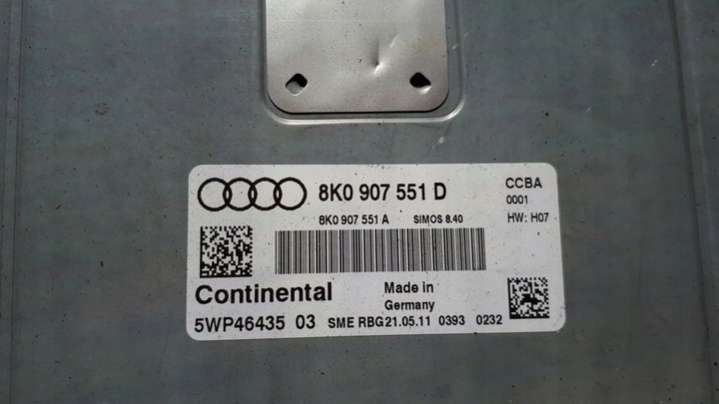 8K0 907 551 D CCBA
0001
8K0 907 551 A SIMOS 8.40 HW: H07
Continental Made in
Germany
5WP46435 03 SME RBG21.05.11 0393 0232